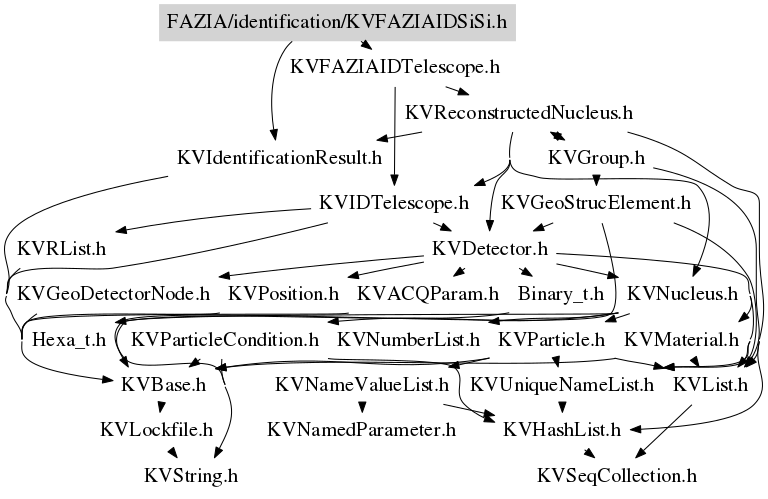 FAZIA/identification/KVFAZIAIDSiSi.h
KVFAZIAIDTelescope.h
KVReconstructedNucleus.h
KVIdentificationResult.h
KVGroup.h
KVIDTelescope.h
KVGeoStrucElement.h
KVRList.h
KVDetector.h
KVGeoDetectorNode.h
KVPosition.h
KVACQParam.h
Binary_t.h
KVNucleus.h
Hexa_t.h
KVParticleCondition.h
KVNumberList.h
KVParticle.h
KVMaterial.h
KVBase.h
KVNameValueList.h
KVUniqueNameList.h
KVList.h
KVLockfile.h
KVNamedParameter.h
KVHashList.h
KVString.h
KVSeqCollection.h